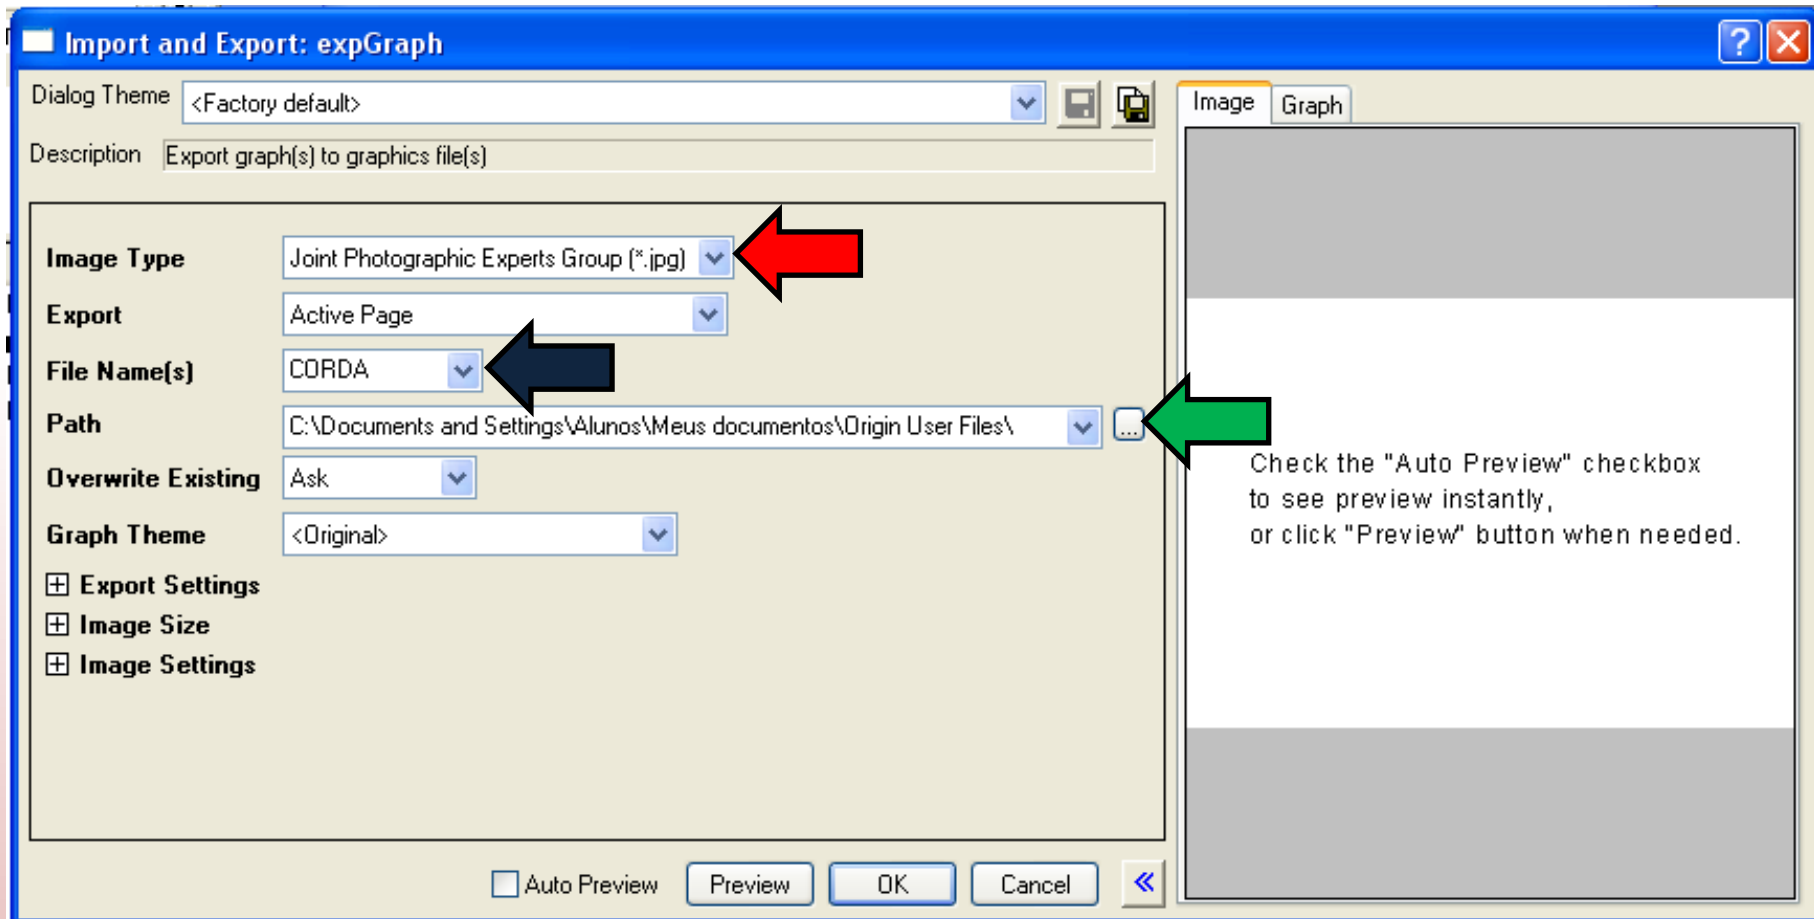 Import and Export: expGraph
Dialog Theme <Factory default>
Description Export graph(s) to graphics file(s)
Image Type Joint Photographic Experts Group (*.jpg)
Export Active Page
File Name(s) CORDA
Path C:\Documents and Settings\Alunos\Meus documentos\Origin User Files\ ...
Overwrite Existing Ask
Graph Theme <Original>
Export Settings
Image Size
Image Settings
Auto Preview Preview OK Cancel
Image Graph
Check the "Auto Preview" checkbox
to see preview instantly,
or click "Preview" button when needed.